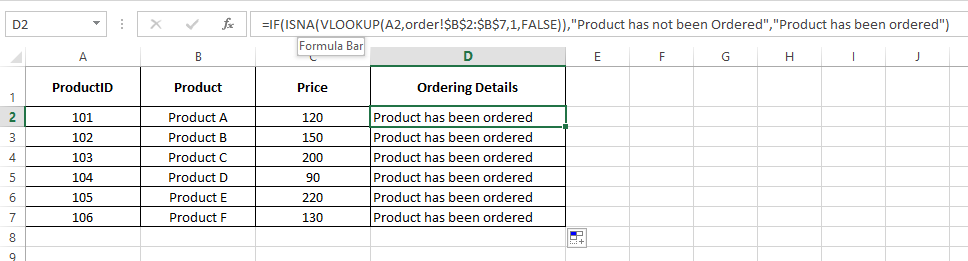 D2 fx =IF(ISNA(VLOOKUP(A2,order!$B$2:$B$7,1,FALSE)),"Product has not been Ordered","Product has been ordered")
Formula Bar
A B C D E F G H I J
1 ProductID Product Price Ordering Details
2 101 Product A 120 Product has been ordered
3 102 Product B 150 Product has been ordered
4 103 Product C 200 Product has been ordered
5 104 Product D 90 Product has been ordered
6 105 Product E 220 Product has been ordered
7 106 Product F 130 Product has been ordered
8
9